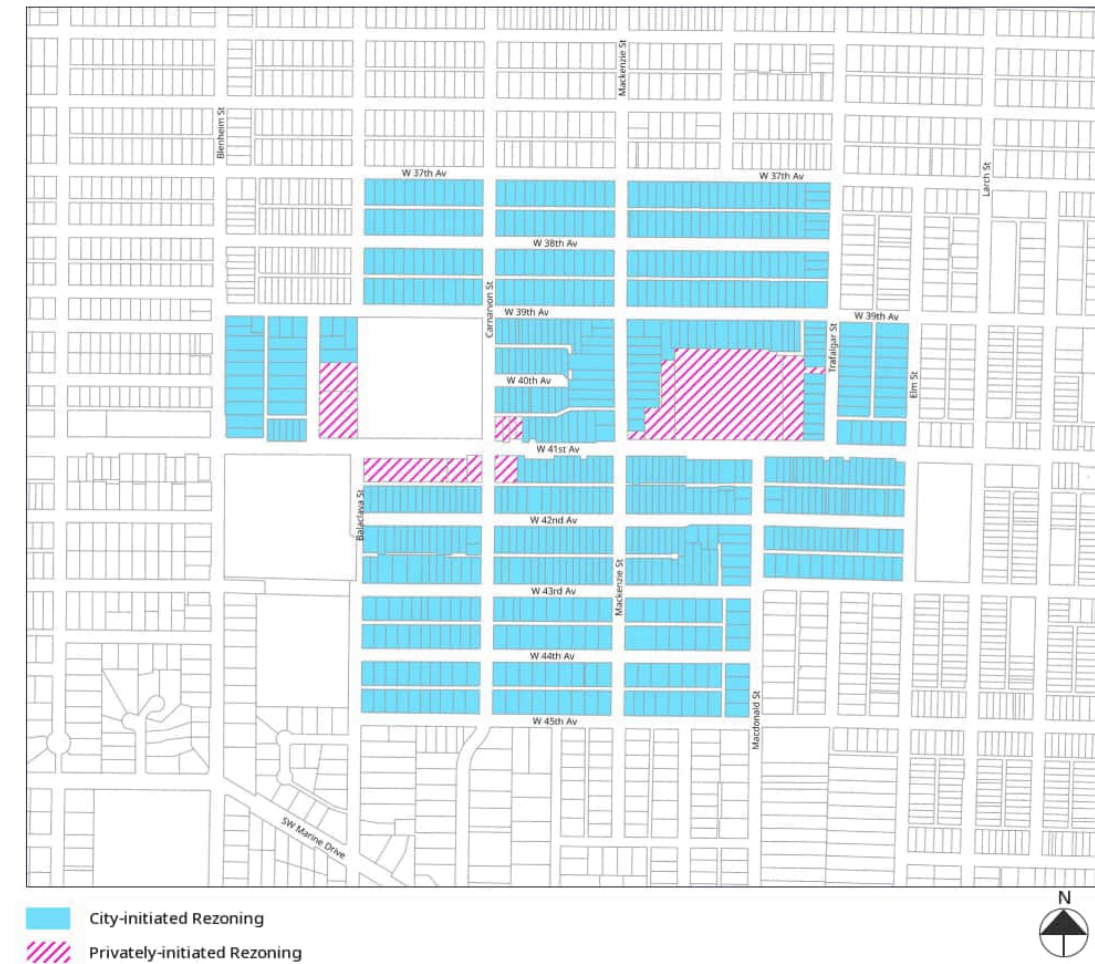 Mackenzie St
Blenheim St
W 37th Av
W 37th Av
Larch St
W 38th Av
Carnarvon St
W 39th Av
W 39th Av
Trafalgar St
W 40th Av
Elm St
W 41st Av
Balaclava St
W 42nd Av
Mackenzie St
W 43rd Av
W 44th Av
Macdonald St
W 45th Av
SW Marine Drive
City-initiated Rezoning
Privately-initiated Rezoning
N